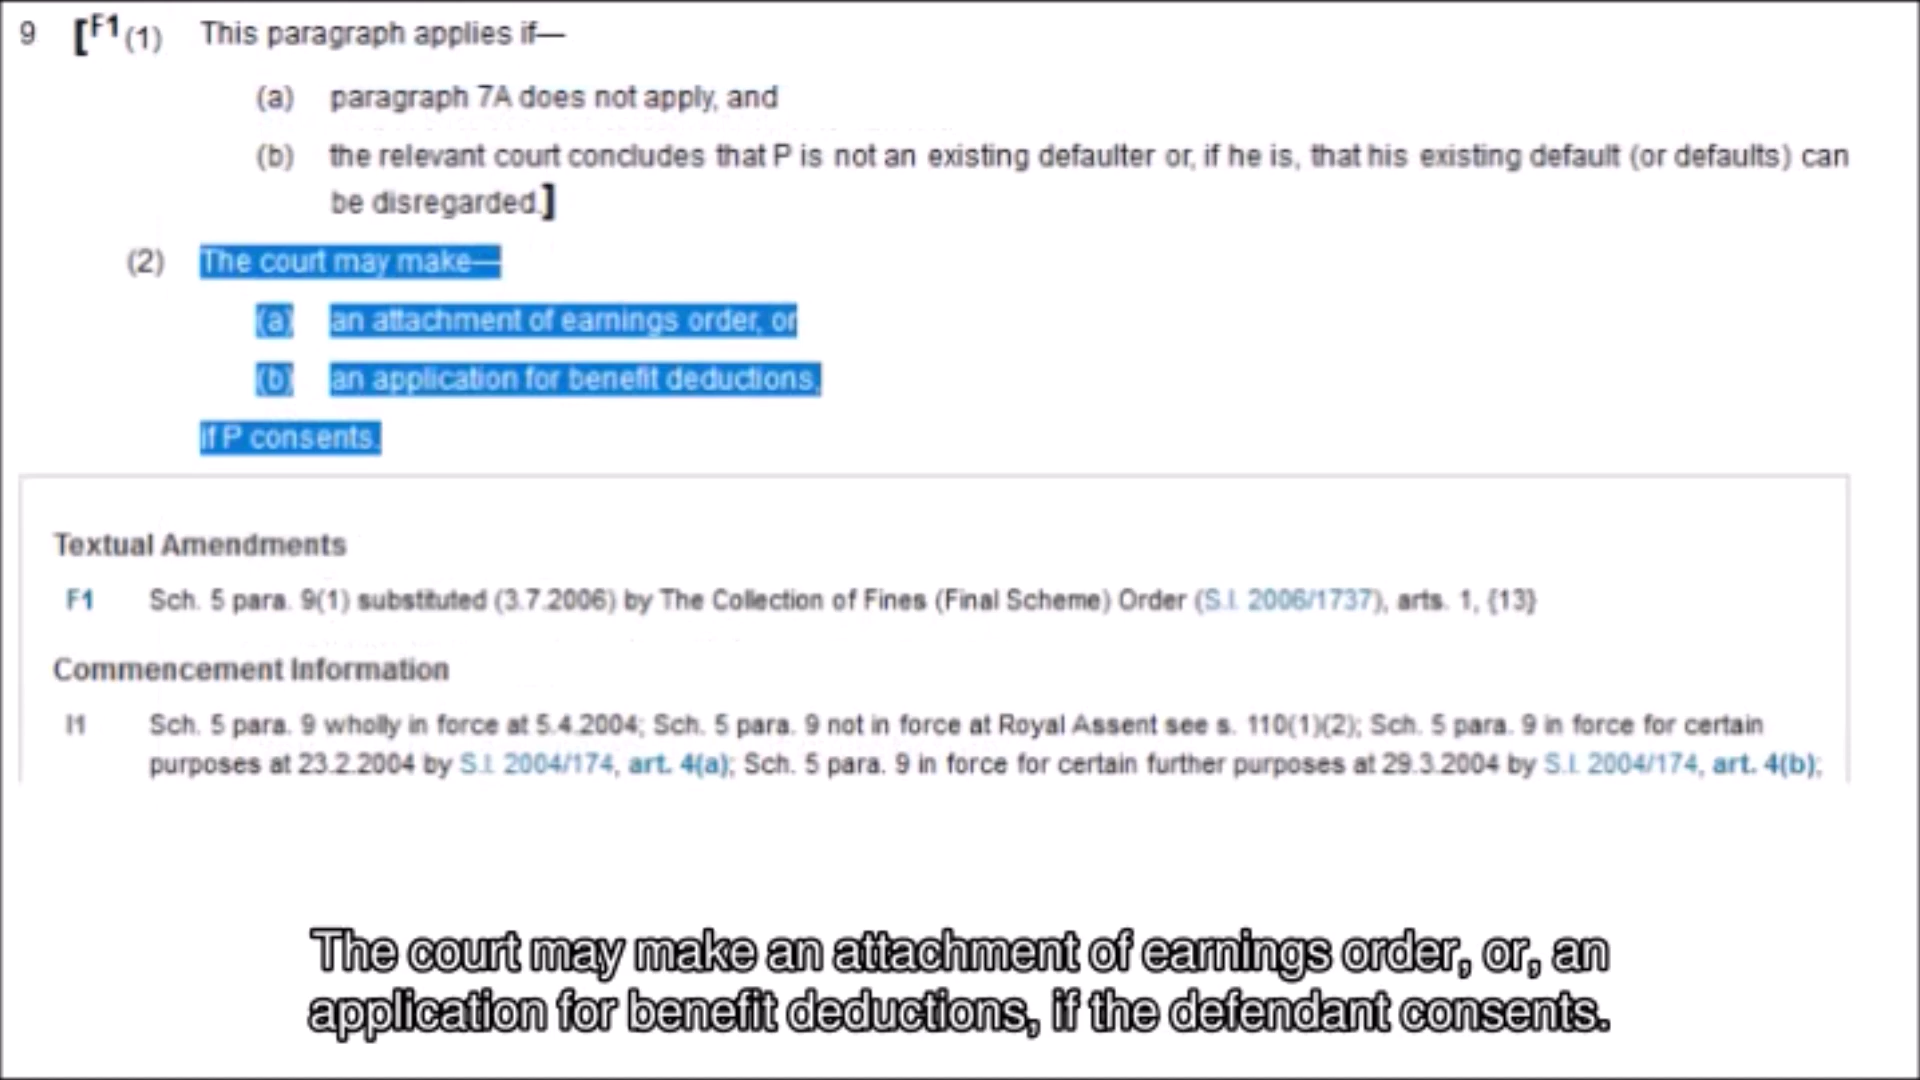 9 [F1(1) This paragraph applies if—
(a) paragraph 7A does not apply, and
(b) the relevant court concludes that P is not an existing defaulter or, if he is, that his existing default (or defaults) can
be disregarded.]
(2) The court may make—
(a) an attachment of earnings order, or
(b) an application for benefit deductions,
if P consents.
Textual Amendments
F1 Sch. 5 para. 9(1) substituted (3.7.2006) by The Collection of Fines (Final Scheme) Order (S.I. 2006/1737), arts. 1, {13}
Commencement Information
I1 Sch. 5 para. 9 wholly in force at 5.4.2004; Sch. 5 para. 9 not in force at Royal Assent see s. 110(1)(2); Sch. 5 para. 9 in force for certain
purposes at 23.2.2004 by S.I. 2004/174, art. 4(a); Sch. 5 para. 9 in force for certain further purposes at 29.3.2004 by S.I. 2004/174, art. 4(b);
The court may make an attachment of earnings order, or, an
application for benefit deductions, if the defendant consents.